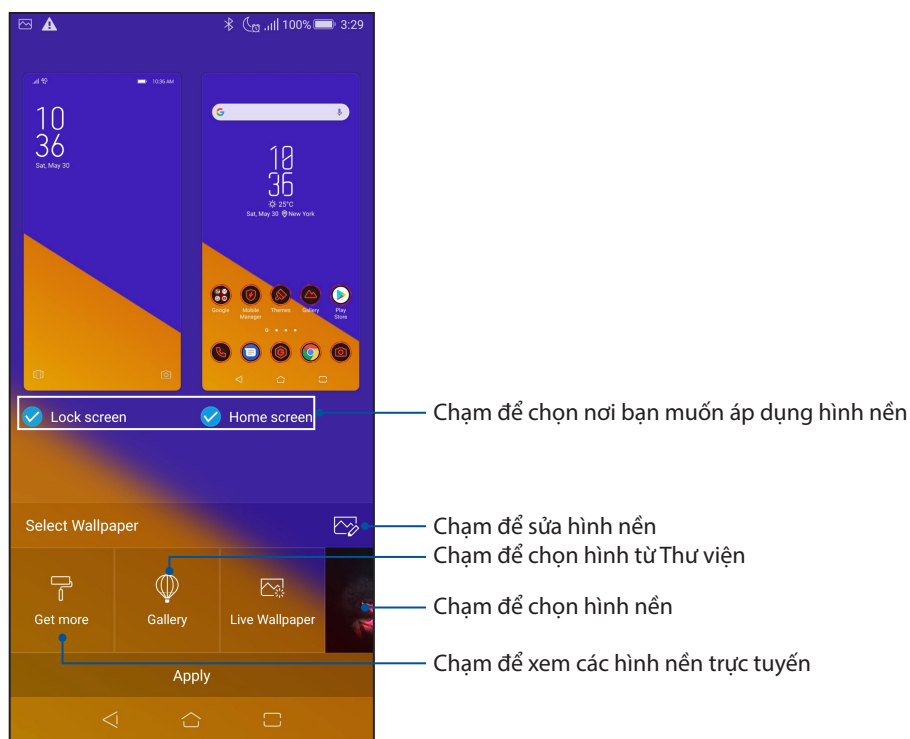 100% 3:29
10:36 AM
10
36
Sat, May 30
G
10
36
25°C
Sat, May 30 New York
Google Mobile Manager Themes Gallery Play Store
Lock screen Home screen
Chạm để chọn nơi bạn muốn áp dụng hình nền
Select Wallpaper
Chạm để sửa hình nền
Chạm để chọn hình từ Thư viện
Get more Gallery Live Wallpaper
Chạm để chọn hình nền
Chạm để xem các hình nền trực tuyến
Apply